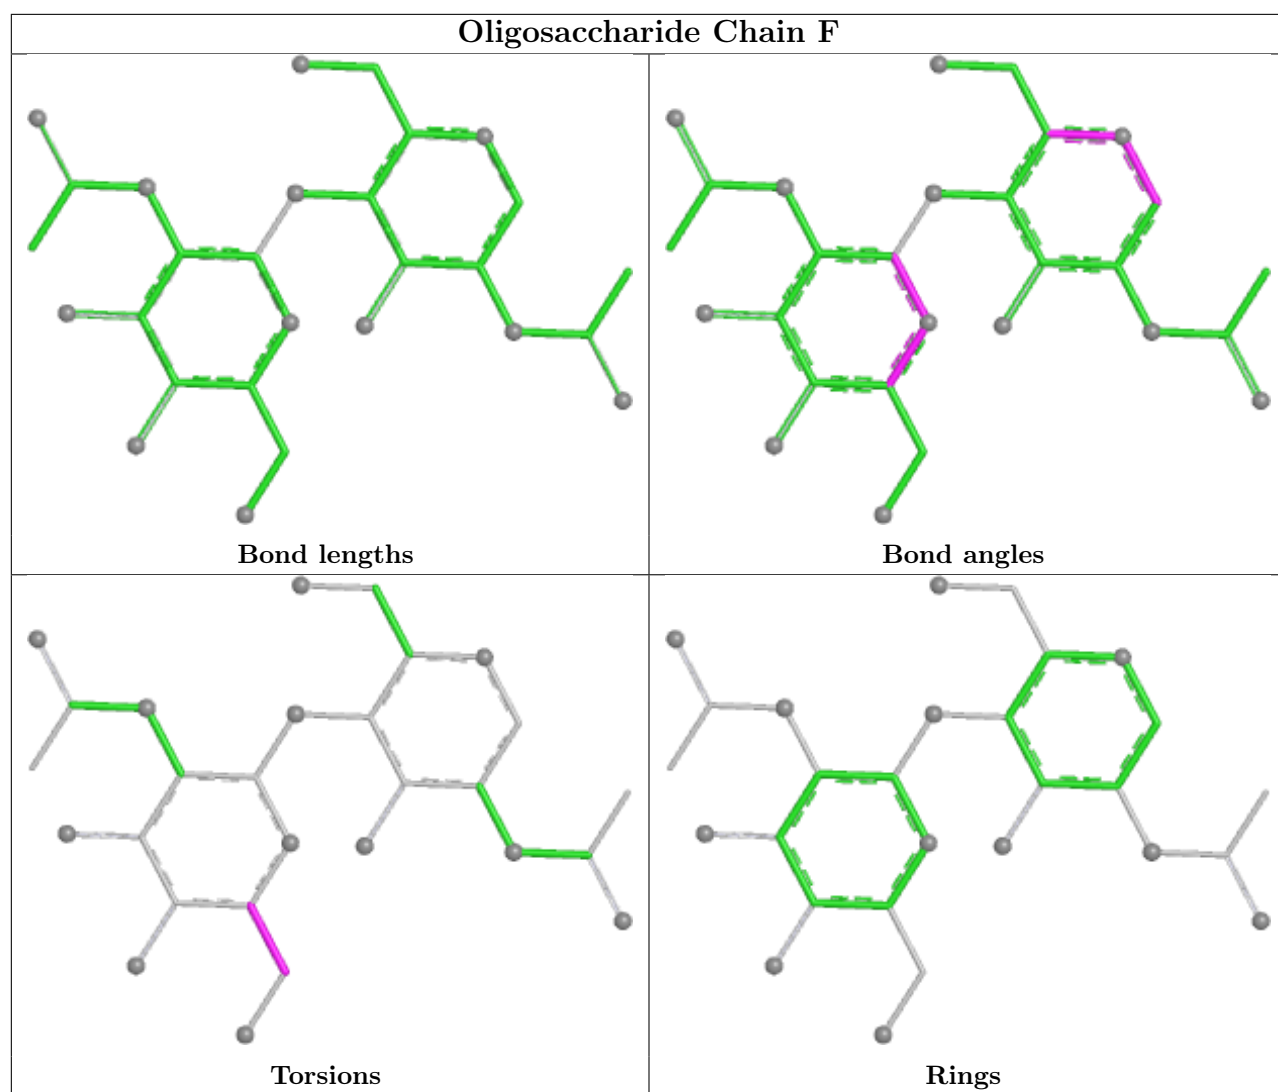 Oligosaccharide Chain F
Bond lengths
Bond angles
Torsions
Rings